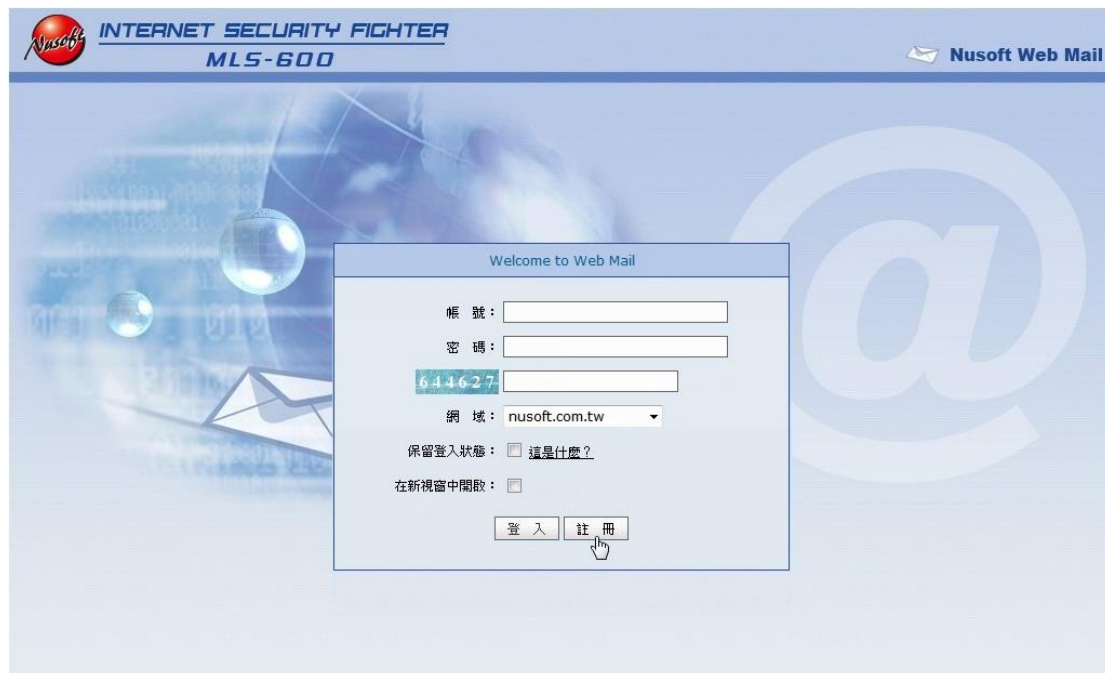 Nusoft INTERNET SECURITY FIGHTER
MLS-600
Nusoft Web Mail
Welcome to Web Mail
帳 號：
密 碼：
644627
網 域： nusoft.com.tw
保留登入狀態： 這是什麼？
在新視窗中開啟：
登 入 註 冊